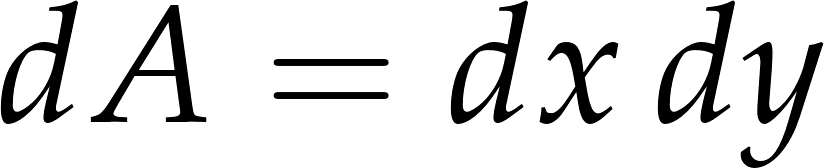 dA = dx dy